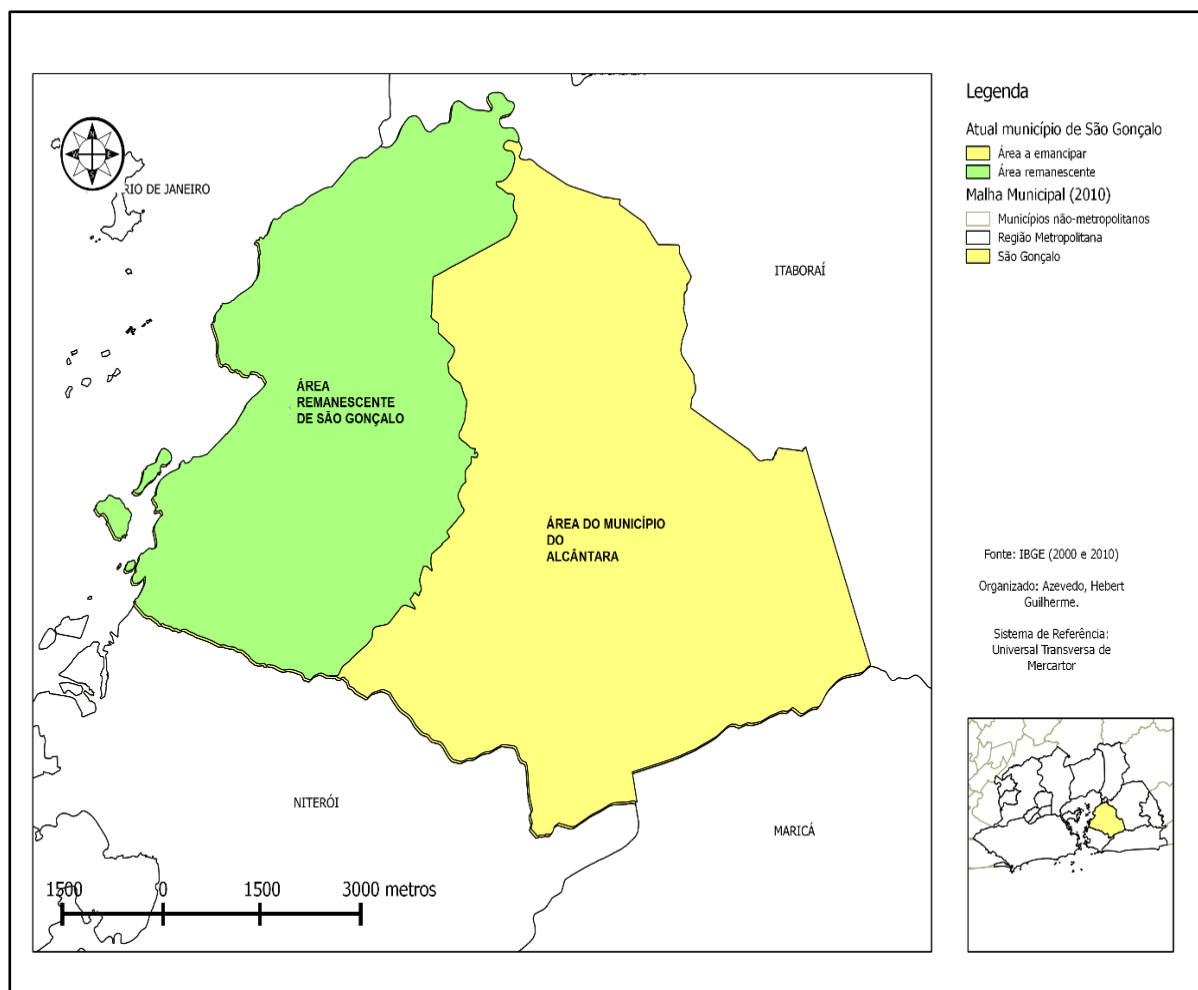 RIO DE JANEIRO
ITABORAÍ
ÁREA
REMANESCENTE
DE SÃO GONÇALO
ÁREA DO MUNICÍPIO
DO
ALCÂNTARA
NITERÓI
MARICÁ
1500 0 1500 3000 metros
Legenda
Atual município de São Gonçalo
Área a emancipar
Área remanescente
Malha Municipal (2010)
Municípios não-metropolitanos
Região Metropolitana
São Gonçalo
Fonte: IBGE (2000 e 2010)
Organizado: Azevedo, Hebert
Guilherme.
Sistema de Referência:
Universal Transversa de
Mercartor